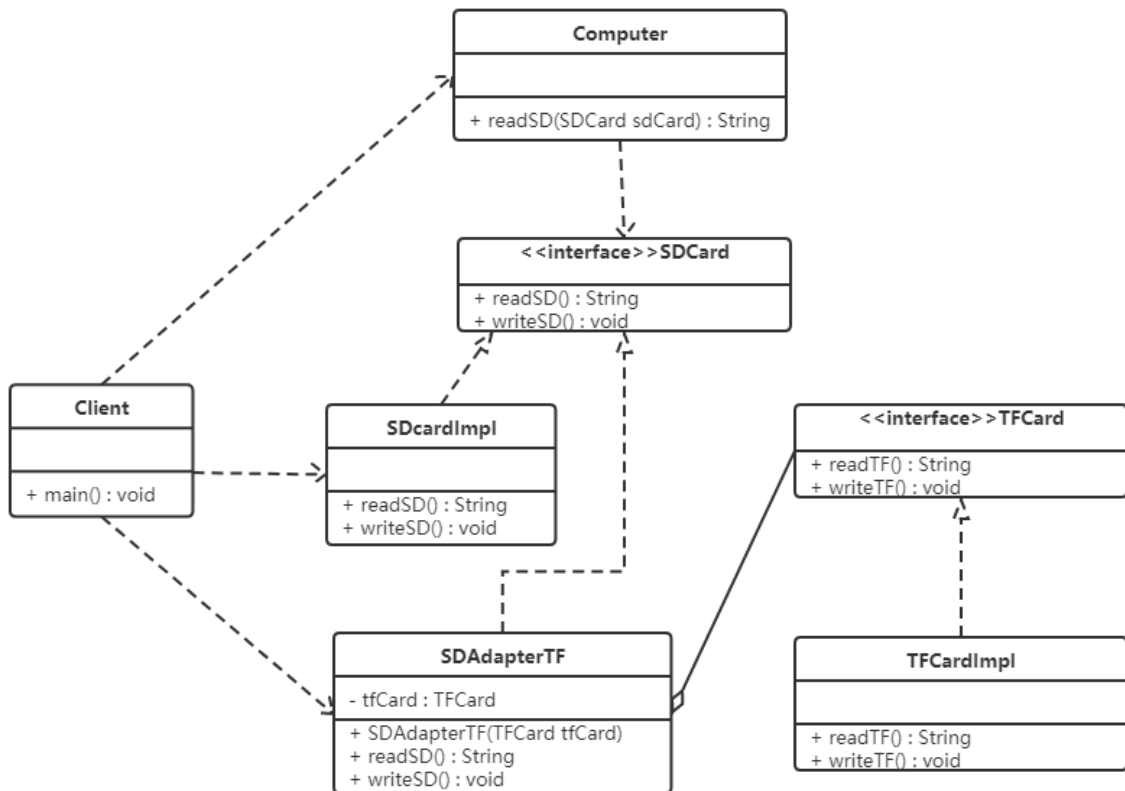 Computer
+ readSD(SDCard sdCard) : String
<<interface>>SDCard
+ readSD() : String
+ writeSD() : void
Client
+ main() : void
SDcardImpl
+ readSD() : String
+ writeSD() : void
<<interface>>TFCard
+ readTF() : String
+ writeTF() : void
SDAdapterTF
- tfCard : TFCard
+ SDAdapterTF(TFCard tfCard)
+ readSD() : String
+ writeSD() : void
TFCardImpl
+ readTF() : String
+ writeTF() : void